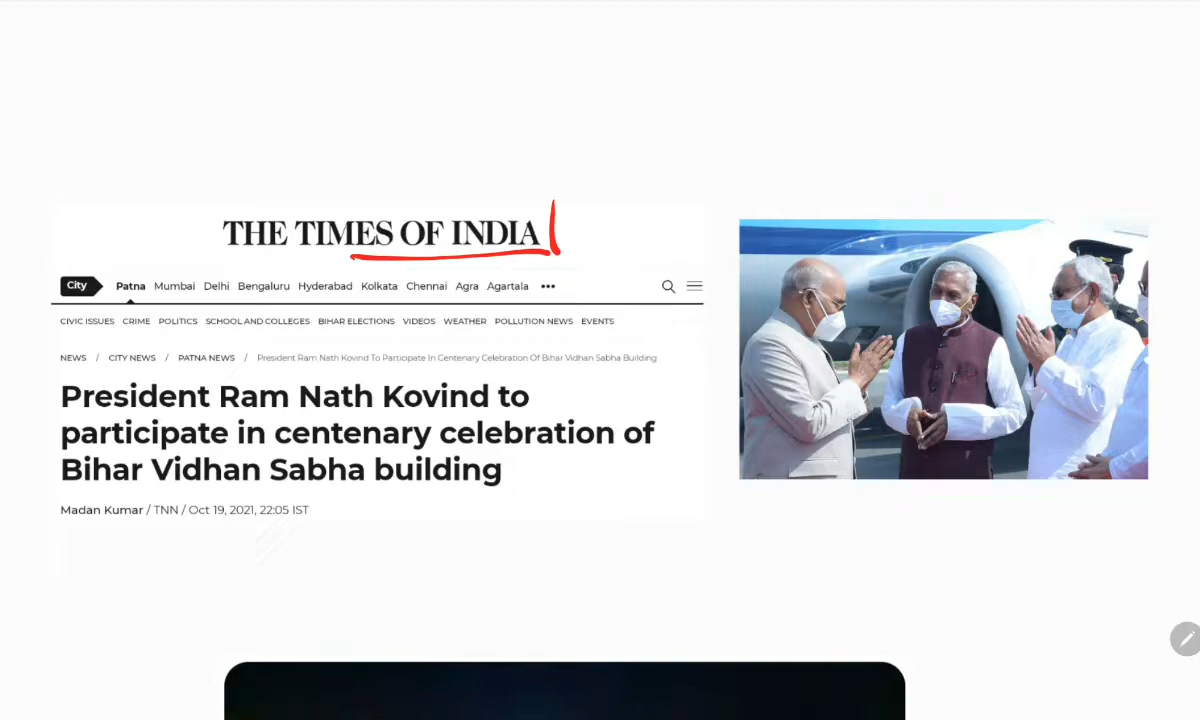 THE TIMES OF INDIA
City Patna Mumbai Delhi Bengaluru Hyderabad Kolkata Chennai Agra Agartala •••
CIVIC ISSUES CRIME POLITICS SCHOOL AND COLLEGES BIHAR ELECTIONS VIDEOS WEATHER POLLUTION NEWS EVENTS
NEWS / CITY NEWS / PATNA NEWS / President Ram Nath Kovind To Participate In Centenary Celebration Of Bihar Vidhan Sabha Building
President Ram Nath Kovind to
participate in centenary celebration of
Bihar Vidhan Sabha building
Madan Kumar / TNN / Oct 19, 2021, 22:05 IST